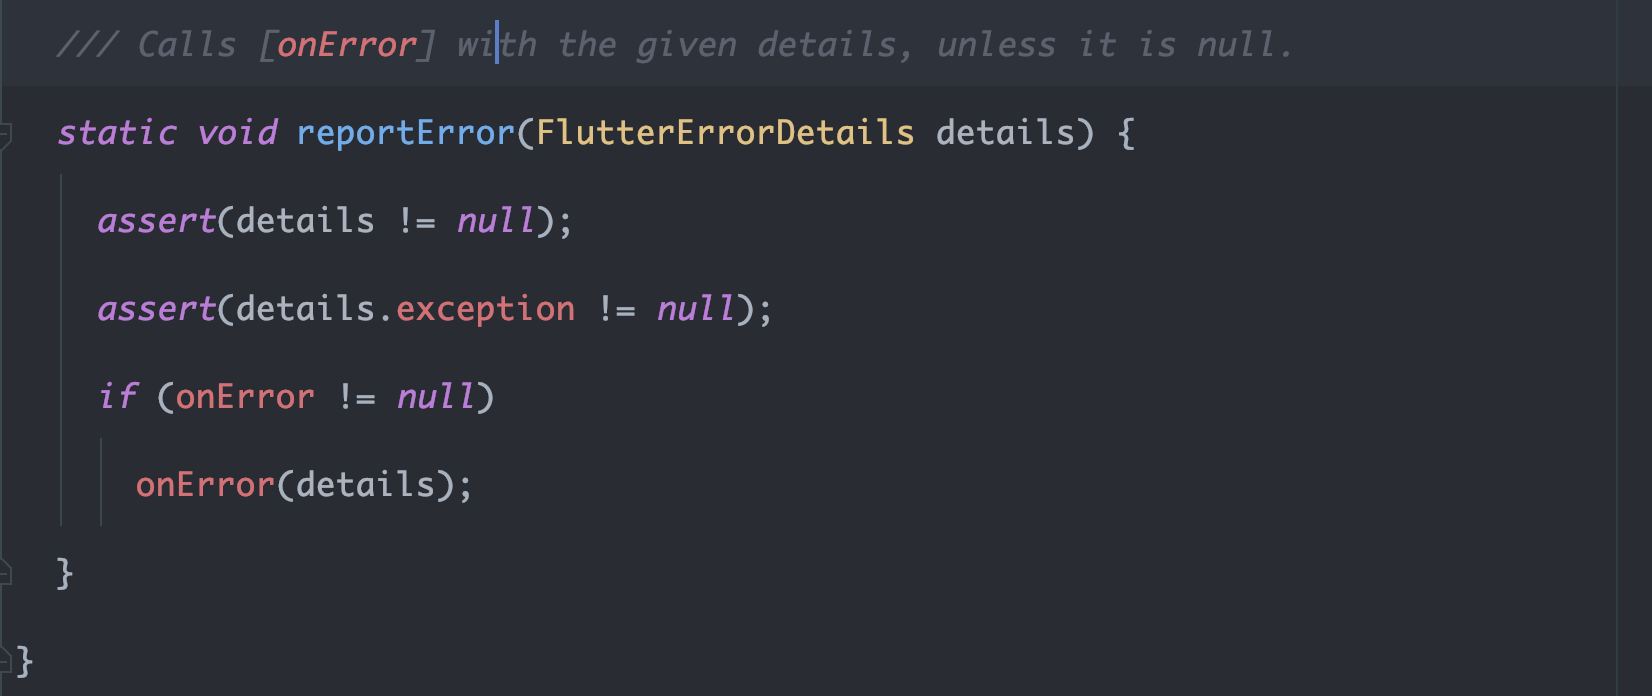 /// Calls [onError] with the given details, unless it is null.
static void reportError(FlutterErrorDetails details) {
assert(details != null);
assert(details.exception != null);
if (onError != null)
onError(details);
}
}